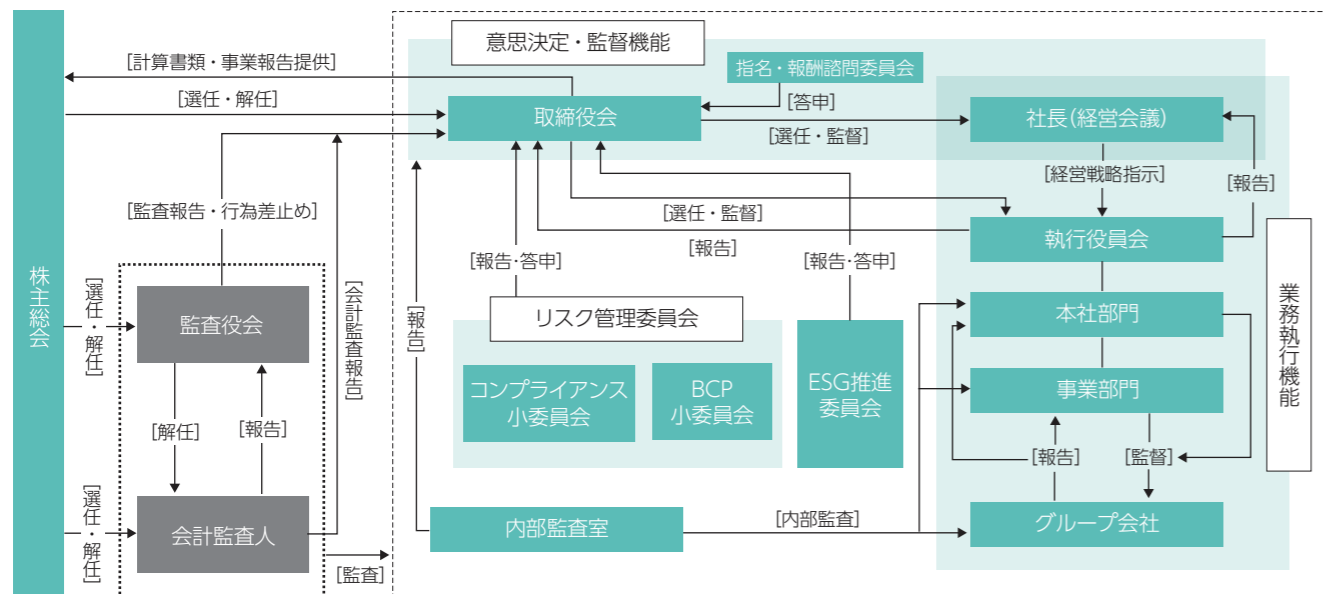 意思決定・監督機能
[計算書類・事業報告提供]
指名・報酬諮問委員会
[選任・解任]
[答申]
取締役会
社長(経営会議)
[選任・監督]
[経営戦略指示]
[報告]
[監査報告・行為差止め]
[選任・監督]
[報告]
執行役員会
[報告・答申]
[報告・答申]
株主総会
[選任・解任]
監査役会
[会計監査報告]
[報告]
リスク管理委員会
本社部門
業務執行機能
コンプライアンス
小委員会
BCP
小委員会
ESG推進
委員会
事業部門
[解任]
[報告]
[報告]
[監督]
[選任・解任]
会計監査人
内部監査室
[内部監査]
グループ会社
[監査]